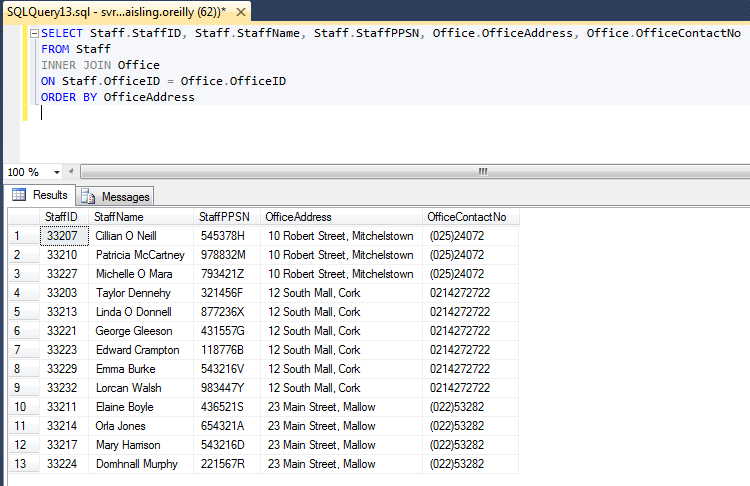 SQLQuery13.sql - svr...aisling.oreilly (62))* ×
SELECT Staff.StaffID, Staff.StaffName, Staff.StaffPPSN, Office.OfficeAddress, Office.OfficeContactNo
FROM Staff
INNER JOIN Office
ON Staff.OfficeID = Office.OfficeID
ORDER BY OfficeAddress
100 %
Results Messages
StaffID StaffName StaffPPSN OfficeAddress OfficeContactNo
1 33207 Cillian O Neill 545378H 10 Robert Street, Mitchelstown (025)24072
2 33210 Patricia McCartney 978832M 10 Robert Street, Mitchelstown (025)24072
3 33227 Michelle O Mara 793421Z 10 Robert Street, Mitchelstown (025)24072
4 33203 Taylor Dennehy 321456F 12 South Mall, Cork 0214272722
5 33213 Linda O Donnell 877236X 12 South Mall, Cork 0214272722
6 33221 George Gleeson 431557G 12 South Mall, Cork 0214272722
7 33223 Edward Crampton 118776B 12 South Mall, Cork 0214272722
8 33229 Emma Burke 543216V 12 South Mall, Cork 0214272722
9 33232 Lorcan Walsh 983447Y 12 South Mall, Cork 0214272722
10 33211 Elaine Boyle 436521S 23 Main Street, Mallow (022)53282
11 33214 Orla Jones 654321A 23 Main Street, Mallow (022)53282
12 33217 Mary Harrison 543216D 23 Main Street, Mallow (022)53282
13 33224 Domhnall Murphy 221567R 23 Main Street, Mallow (022)53282